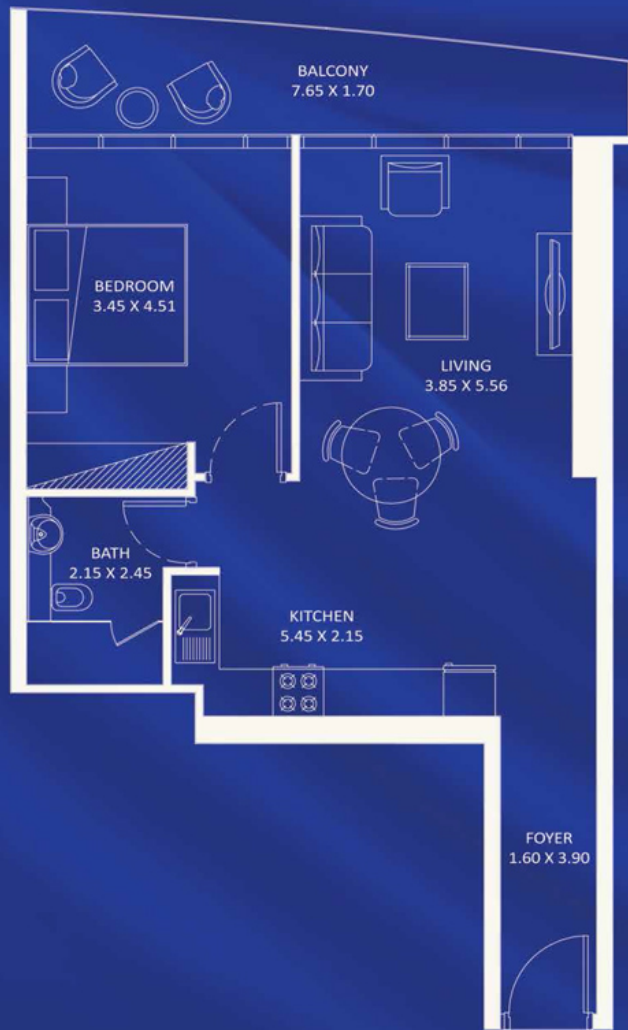 BALCONY
7.65 X 1.70
BEDROOM
3.45 X 4.51
LIVING
3.85 X 5.56
BATH
2.15 X 2.45
KITCHEN
5.45 X 2.15
FOYER
1.60 X 3.90